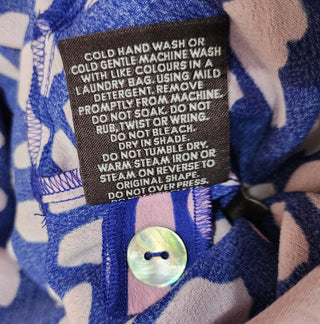 COLD HAND WASH OR
COLD GENTLE MACHINE WASH
WITH LIKE COLOURS IN A
LAUNDRY BAG. USING MILD
DETERGENT. REMOVE
PROMPTLY FROM MACHINE.
DO NOT SOAK. DO NOT
RUB, TWIST OR WRING.
DO NOT BLEACH.
DRY IN SHADE.
DO NOT TUMBLE DRY.
WARM STEAM IRON OR
STEAM ON REVERSE TO
ORIGINAL SHAPE.
DO NOT OVER PRESS.